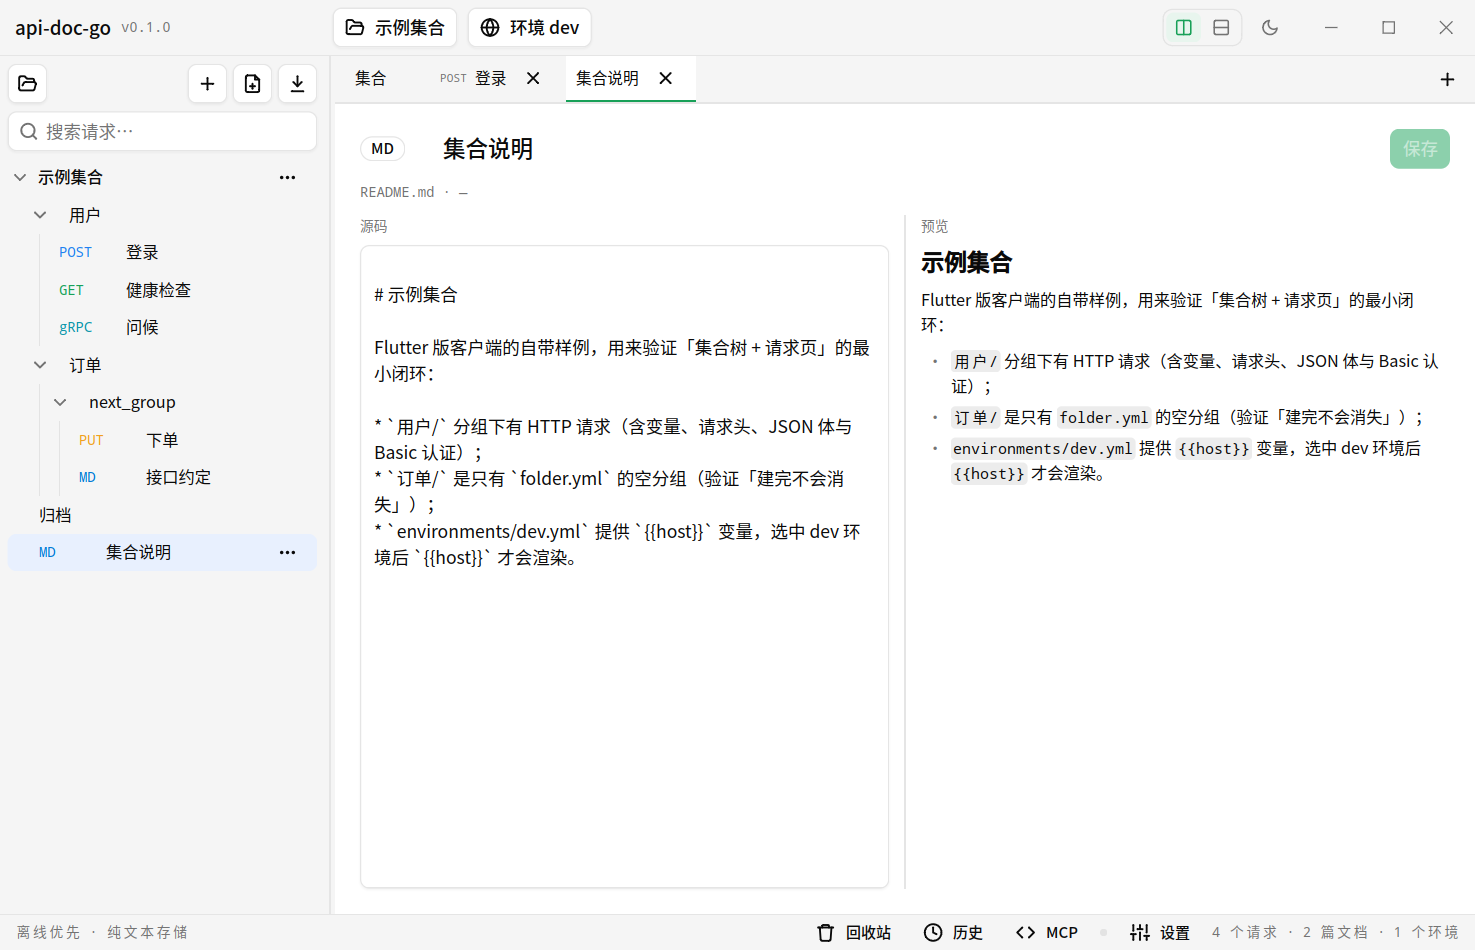 api-doc-go v0.1.0 示例集合 环境 dev
集合 POST 登录 集合说明
搜索请求…
示例集合
用户
POST 登录
GET 健康检查
gRPC 问候
订单
next_group
PUT 下单
MD 接口约定
归档
MD 集合说明
MD 集合说明 保存
README.md · —
源码
# 示例集合
Flutter 版客户端的自带样例，用来验证「集合树 + 请求页」的最
小闭环：
* `用户/` 分组下有 HTTP 请求（含变量、请求头、JSON 体与
Basic 认证）；
* `订单/` 是只有 `folder.yml` 的空分组（验证「建完不会消
失」）；
* `environments/dev.yml` 提供 `{{host}}` 变量，选中 dev 环
境后 `{{host}}` 才会渲染。
预览
示例集合
Flutter 版客户端的自带样例，用来验证「集合树 + 请求页」的最小闭
环：
• 用户/ 分组下有 HTTP 请求（含变量、请求头、JSON 体与 Basic 认
证）；
• 订单/ 是只有 folder.yml 的空分组（验证「建完不会消失」）；
• environments/dev.yml 提供 {{host}} 变量，选中 dev 环境后
{{host}} 才会渲染。
离线优先 · 纯文本存储 回收站 历史 MCP 设置 4 个请求 · 2 篇文档 · 1 个环境